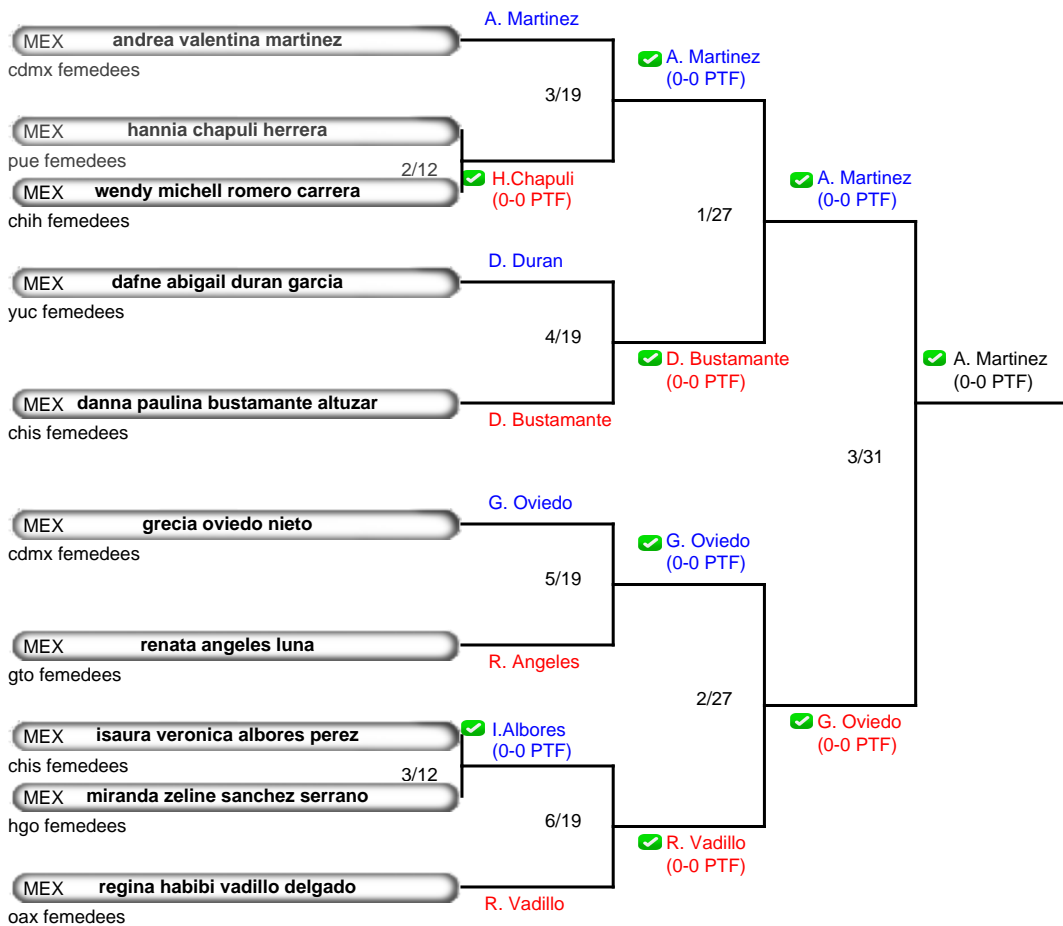 A. Martinez
MEX andrea valentina martinez
cdmx femedees
A. Martinez
(0-0 PTF)
3/19
MEX hannia chapuli herrera
pue femedees
2/12
H.Chapuli
(0-0 PTF)
MEX wendy michell romero carrera
chih femedees
A. Martinez
(0-0 PTF)
1/27
D. Duran
MEX dafne abigail duran garcia
yuc femedees
4/19
D. Bustamante
(0-0 PTF)
A. Martinez
(0-0 PTF)
MEX danna paulina bustamante altuzar
chis femedees
D. Bustamante
3/31
G. Oviedo
MEX grecia oviedo nieto
cdmx femedees
G. Oviedo
(0-0 PTF)
5/19
MEX renata angeles luna
gto femedees
R. Angeles
2/27
G. Oviedo
(0-0 PTF)
MEX isaura veronica albores perez
chis femedees
I.Albores
(0-0 PTF)
3/12
MEX miranda zeline sanchez serrano
hgo femedees
6/19
R. Vadillo
(0-0 PTF)
MEX regina habibi vadillo delgado
oax femedees
R. Vadillo